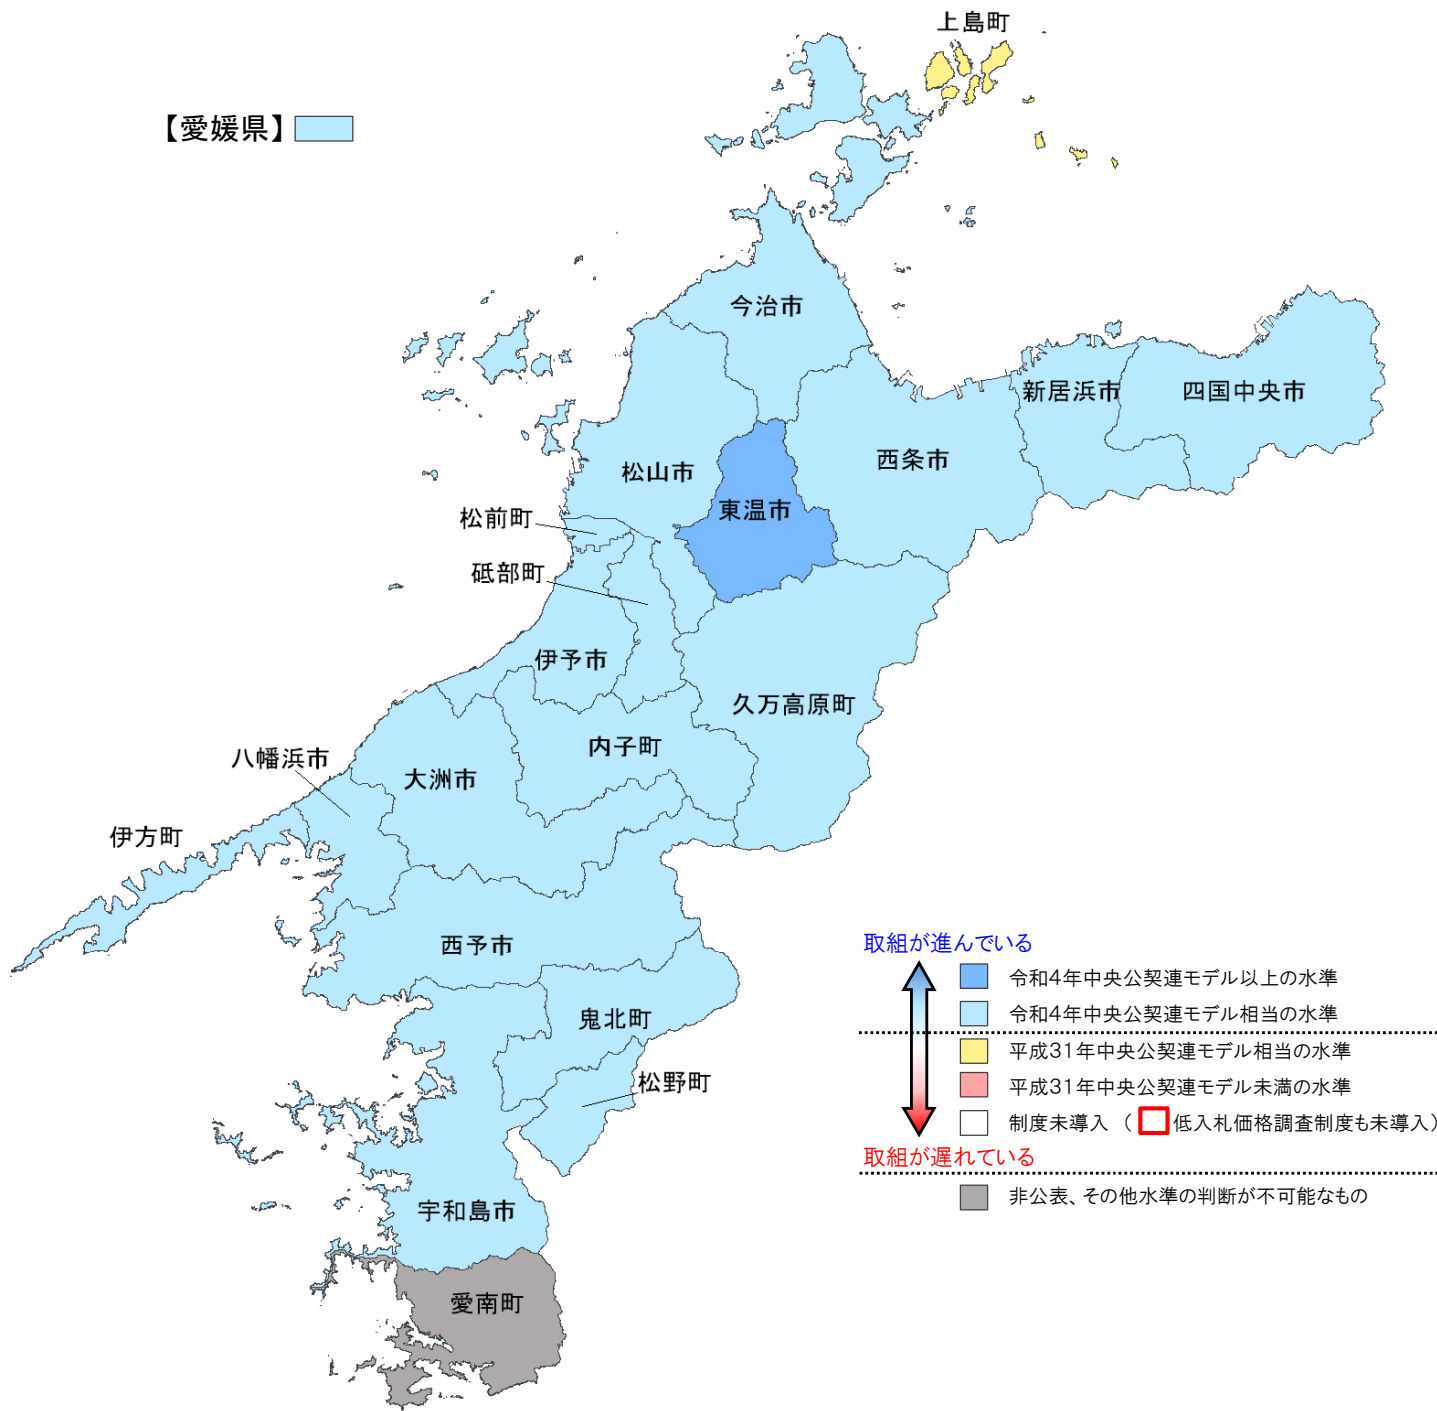 上島町
【愛媛県】
今治市
新居浜市
四国中央市
松山市
西条市
東温市
松前町
砥部町
伊予市
久万高原町
内子町
八幡浜市
大洲市
伊方町
西予市
鬼北町
松野町
宇和島市
愛南町
取組が進んでいる
令和4年中央公契連モデル以上の水準
令和4年中央公契連モデル相当の水準
平成31年中央公契連モデル相当の水準
平成31年中央公契連モデル未満の水準
制度未導入 ( 低入札価格調査制度も未導入)
取組が遅れている
非公表、その他水準の判断が不可能なもの